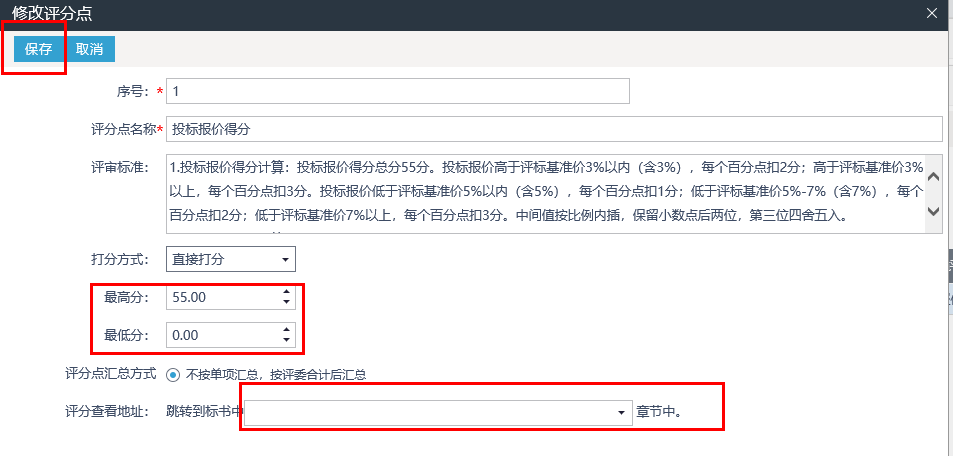 修改评分点
保存 取消
序号：* 1
评分点名称* 投标报价得分
评审标准： 1.投标报价得分计算：投标报价得分总分55分。投标报价高于评标基准价3%以内（含3%），每个百分点扣2分；高于评标基准价3%
以上，每个百分点扣3分。投标报价低于评标基准价5%以内（含5%），每个百分点扣1分；低于评标基准价5%-7%（含7%），每个
百分点扣2分；低于评标基准价7%以上，每个百分点扣3分。中间值按比例内插，保留小数点后两位，第三位四舍五入。
打分方式： 直接打分
最高分： 55.00
最低分： 0.00
评分点汇总方式 不按单项汇总，按评委合计后汇总
评分查看地址： 跳转到标书中 章节中。